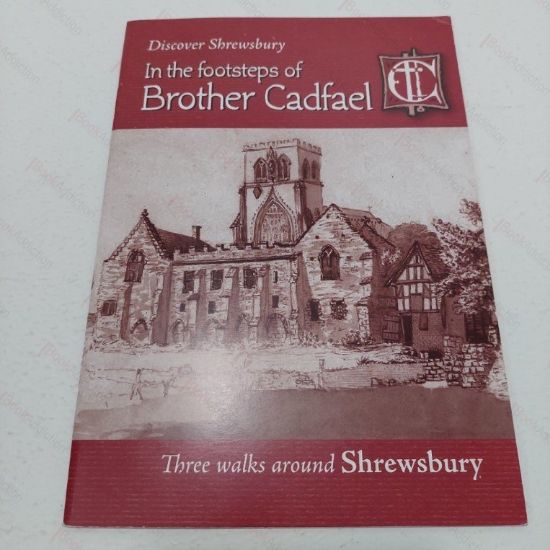 Discover Shrewsbury
In the footsteps of
Brother Cadfael
Three walks around Shrewsbury